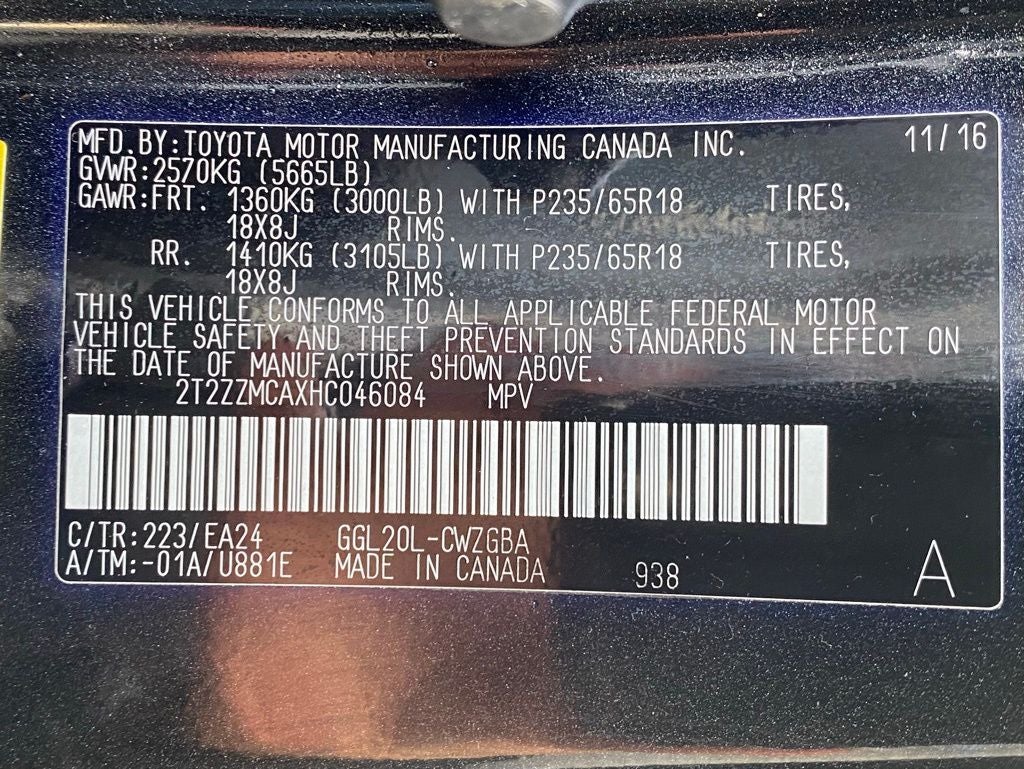 MFD.BY:TOYOTA MOTOR MANUFACTURING CANADA INC. 11/16
GVWR:2570KG (5665LB)
GAWR:FRT. 1360KG (3000LB) WITH P235/65R18 TIRES,
18X8J RIMS.
RR. 1410KG (3105LB) WITH P235/65R18 TIRES,
18X8J RIMS.
THIS VEHICLE CONFORMS TO ALL APPLICABLE FEDERAL MOTOR
VEHICLE SAFETY AND THEFT PREVENTION STANDARDS IN EFFECT ON
THE DATE OF MANUFACTURE SHOWN ABOVE.
2T2ZZMCAXHC046084 MPV
C/TR:223/EA24 GGL20L-CWZGBA
A/TM:-01A/U881E MADE IN CANADA 938 A